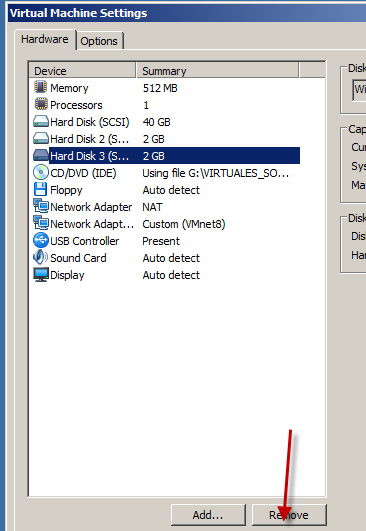 Virtual Machine Settings
Hardware Options
Device Summary
Memory 512 MB
Processors 1
Hard Disk (SCSI) 40 GB
Hard Disk 2 (S... 2 GB
Hard Disk 3 (S... 2 GB
CD/DVD (IDE) Using file G:\VIRTUALES_SO...
Floppy Auto detect
Network Adapter NAT
Network Adapt... Custom (VMnet8)
USB Controller Present
Sound Card Auto detect
Display Auto detect
Disk
Wi
Cap
Cur
Sys
Ma
Disk
Dis
Har
Add... Remove